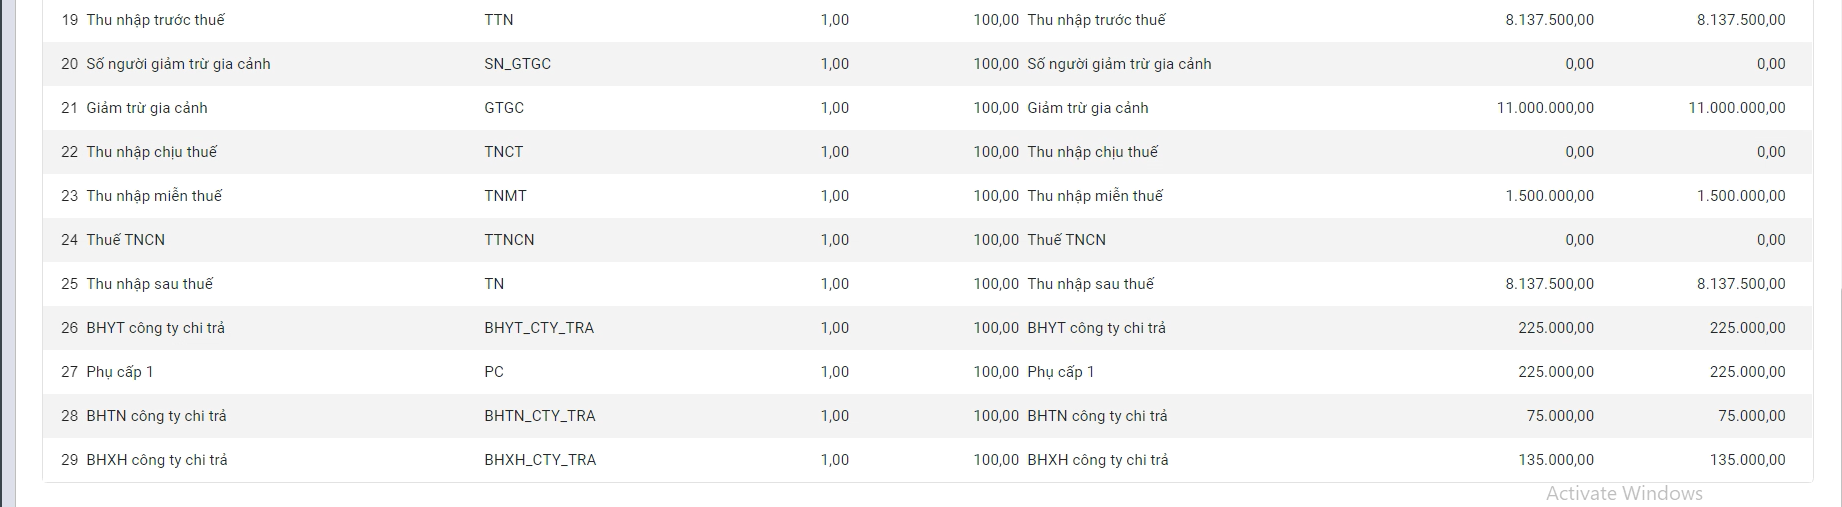 19 Thu nhập trước thuế TTN 1,00 100,00 Thu nhập trước thuế 8.137.500,00 8.137.500,00
20 Số người giảm trừ gia cảnh SN_GTGC 1,00 100,00 Số người giảm trừ gia cảnh 0,00 0,00
21 Giảm trừ gia cảnh GTGC 1,00 100,00 Giảm trừ gia cảnh 11.000.000,00 11.000.000,00
22 Thu nhập chịu thuế TNCT 1,00 100,00 Thu nhập chịu thuế 0,00 0,00
23 Thu nhập miễn thuế TNMT 1,00 100,00 Thu nhập miễn thuế 1.500.000,00 1.500.000,00
24 Thuế TNCN TTNCN 1,00 100,00 Thuế TNCN 0,00 0,00
25 Thu nhập sau thuế TN 1,00 100,00 Thu nhập sau thuế 8.137.500,00 8.137.500,00
26 BHYT công ty chi trả BHYT_CTY_TRA 1,00 100,00 BHYT công ty chi trả 225.000,00 225.000,00
27 Phụ cấp 1 PC 1,00 100,00 Phụ cấp 1 225.000,00 225.000,00
28 BHTN công ty chi trả BHTN_CTY_TRA 1,00 100,00 BHTN công ty chi trả 75.000,00 75.000,00
29 BHXH công ty chi trả BHXH_CTY_TRA 1,00 100,00 BHXH công ty chi trả 135.000,00 135.000,00
Activate Windows